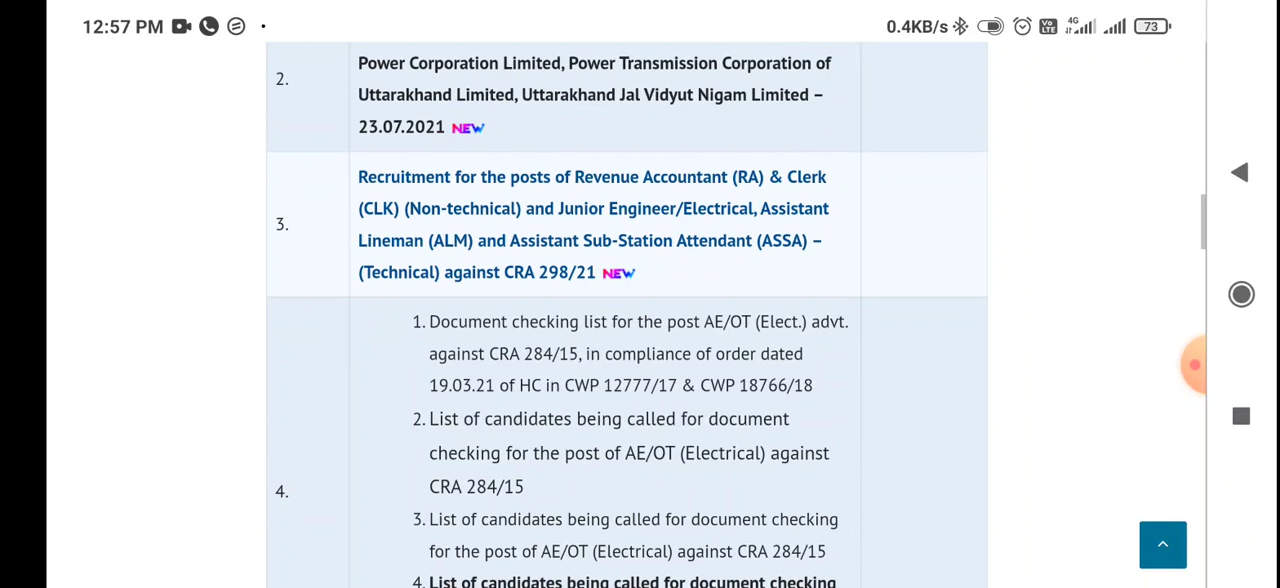 12:57 PM
0.4KB/s
4G
Vo
LTE
73
2.
Power Corporation Limited, Power Transmission Corporation of
Uttarakhand Limited, Uttarakhand Jal Vidyut Nigam Limited –
23.07.2021 NEW
3.
Recruitment for the posts of Revenue Accountant (RA) & Clerk
(CLK) (Non-technical) and Junior Engineer/Electrical, Assistant
Lineman (ALM) and Assistant Sub-Station Attendant (ASSA) –
(Technical) against CRA 298/21 NEW
4.
1. Document checking list for the post AE/OT (Elect.) advt.
against CRA 284/15, in compliance of order dated
19.03.21 of HC in CWP 12777/17 & CWP 18766/18
2. List of candidates being called for document
checking for the post of AE/OT (Electrical) against
CRA 284/15
3. List of candidates being called for document checking
for the post of AE/OT (Electrical) against CRA 284/15
4. List of candidates being called for document checking